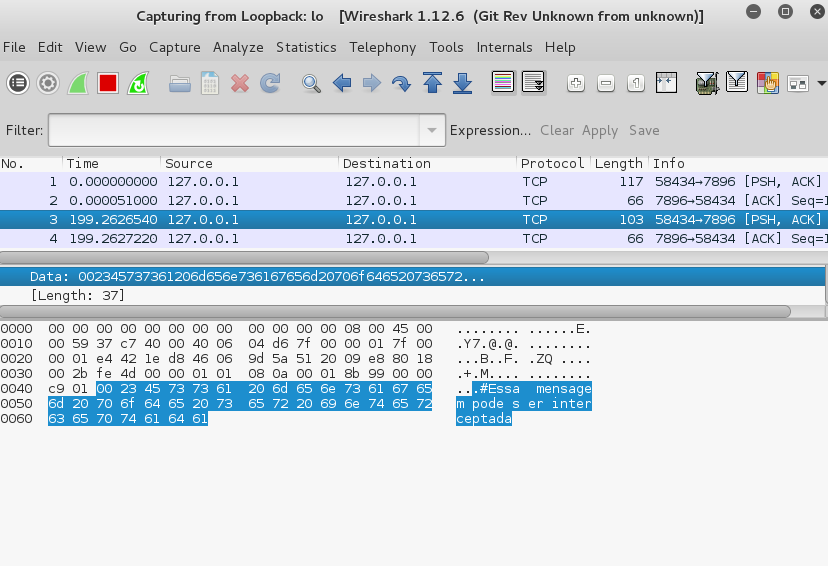 Capturing from Loopback: lo [Wireshark 1.12.6 (Git Rev Unknown from unknown)]
File Edit View Go Capture Analyze Statistics Telephony Tools Internals Help
Filter: Expression... Clear Apply Save
No. Time Source Destination Protocol Length Info
1 0.000000000 127.0.0.1 127.0.0.1 TCP 117 58434→7896 [PSH, ACK]
2 0.000051000 127.0.0.1 127.0.0.1 TCP 66 7896→58434 [ACK] Seq=1
3 199.2626540 127.0.0.1 127.0.0.1 TCP 103 58434→7896 [PSH, ACK]
4 199.2627220 127.0.0.1 127.0.0.1 TCP 66 7896→58434 [ACK] Seq=1
Data: 002345737361206d656e736167656d20706f646520736572...
[Length: 37]
0000 00 00 00 00 00 00 00 00 00 00 00 00 08 00 45 00 ........ ......E.
0010 00 59 37 c7 40 00 40 06 04 d6 7f 00 00 01 7f 00 .Y7.@.@. ........
0020 00 01 e4 42 1e d8 46 06 9d 5a 51 20 09 e8 80 18 ...B..F. .ZQ ....
0030 00 2b fe 4d 00 00 01 01 08 0a 00 01 8b 99 00 00 .+.M.... ........
0040 c9 01 00 23 45 73 73 61 20 6d 65 6e 73 61 67 65 ...#Essa mensage
0050 6d 20 70 6f 64 65 20 73 65 72 20 69 6e 74 65 72 m pode s er inter
0060 63 65 70 74 61 64 61 ceptada